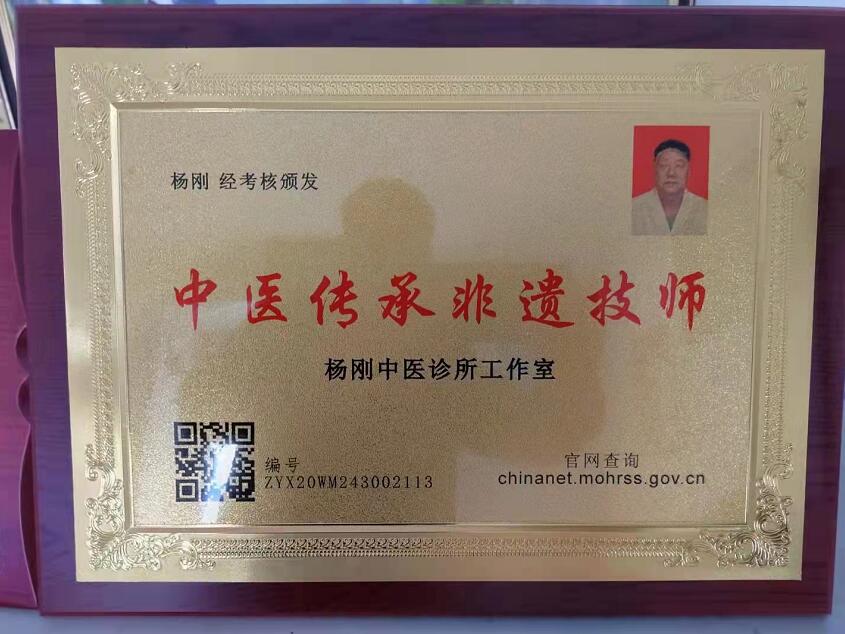 杨刚 经考核颁发
中医传承非遗技师
杨刚中医诊所工作室
编号
ZYX20WM243002113
官网查询
chinanet.mohrss.gov.cn